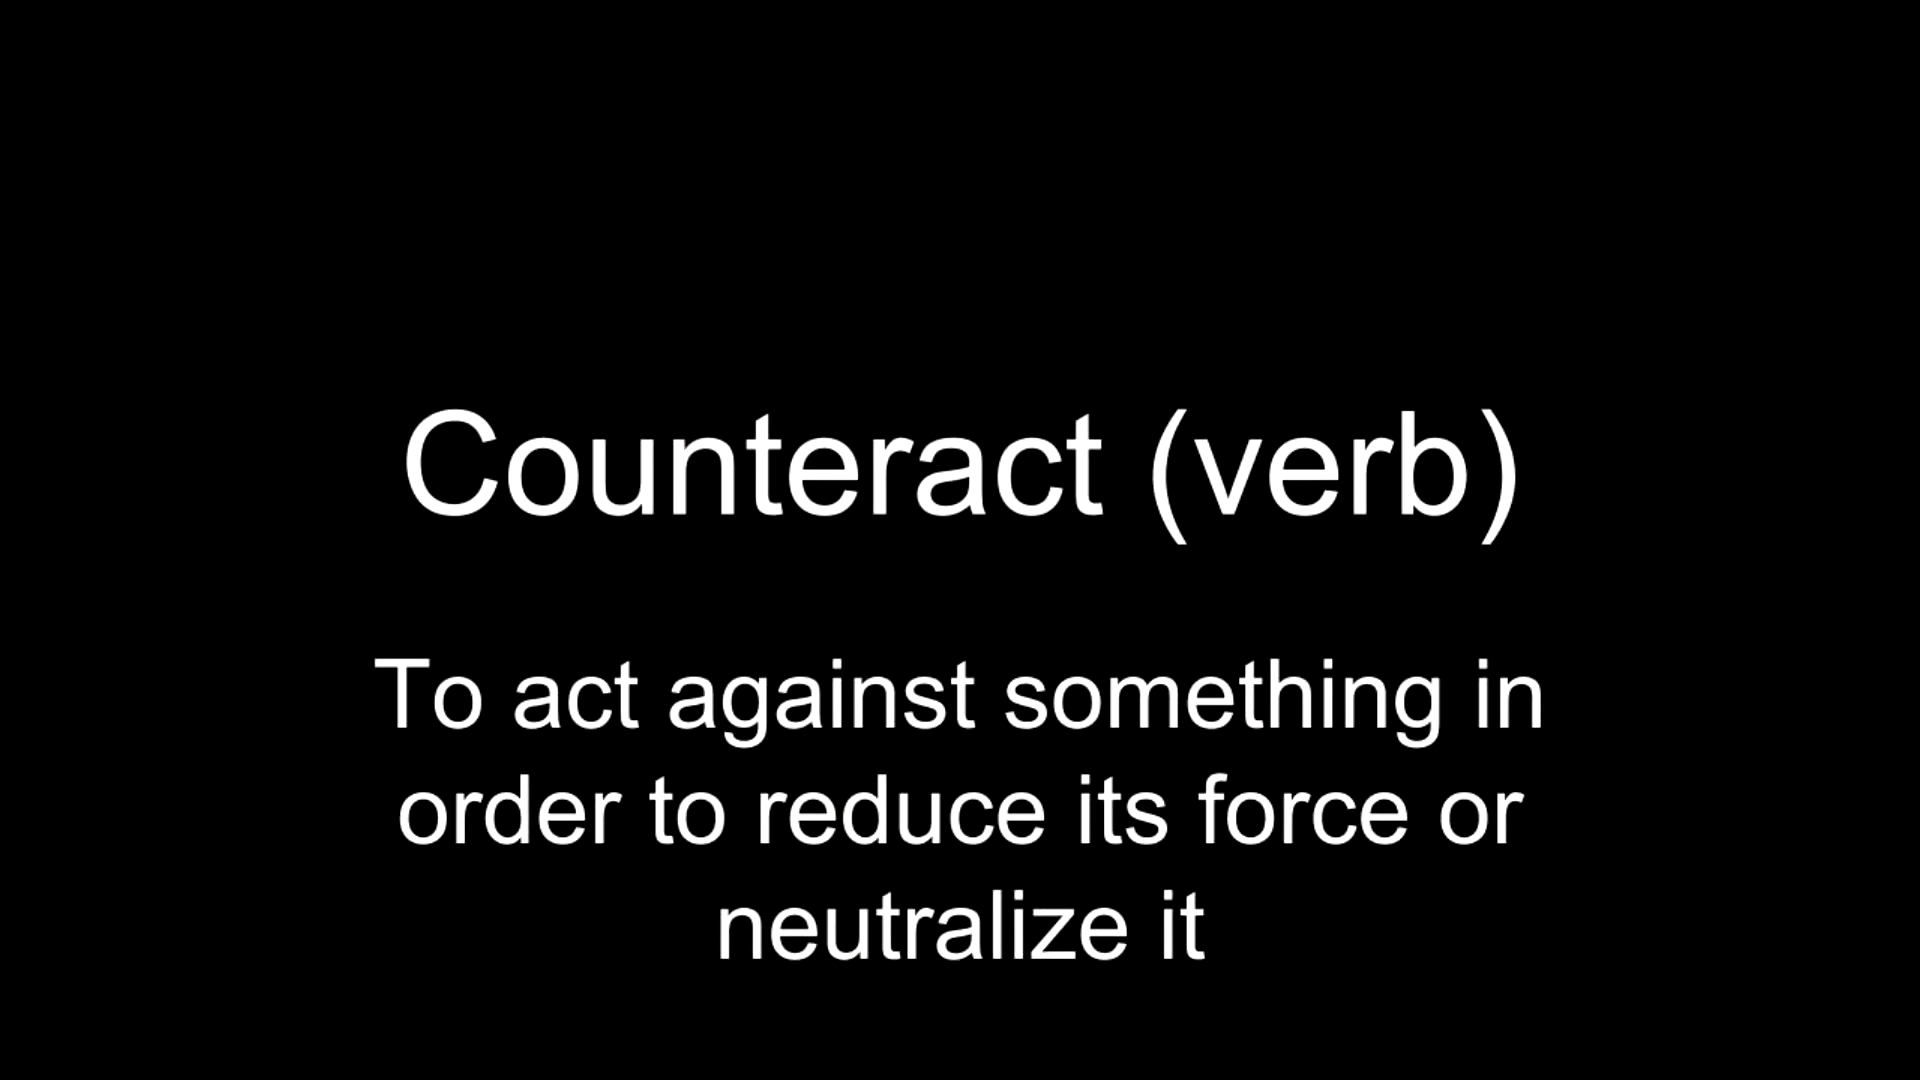 Counteract (verb)
To act against something in
order to reduce its force or
neutralize it